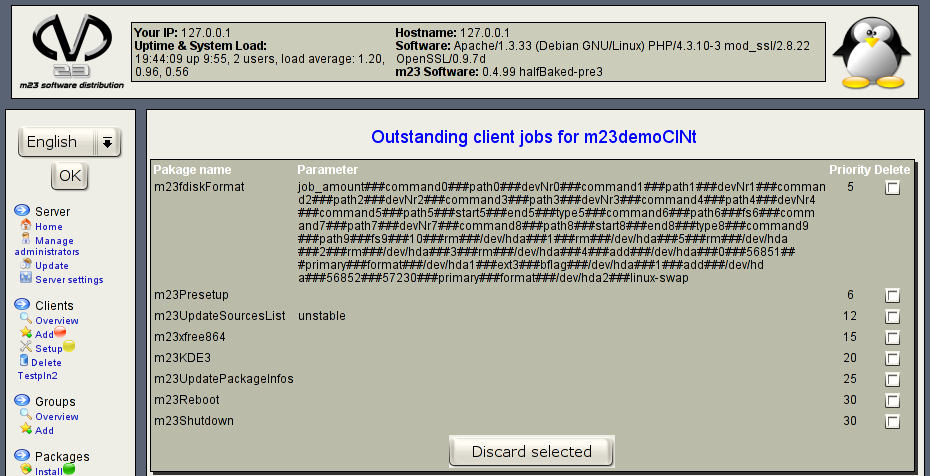 23
m23 software distribution
Your IP: 127.0.0.1
Uptime & System Load:
19:44:09 up 9:55, 2 users, load average: 1.20,
0.96, 0.56
Hostname: 127.0.0.1
Software: Apache/1.3.33 (Debian GNU/Linux) PHP/4.3.10-3 mod_ssl/2.8.22
OpenSSL/0.9.7d
m23 Software: 0.4.99 halfBaked-pre3
English
OK
Server
Home
Manage
administrators
Update
Server settings
Clients
Overview
Add
Setup
Delete
Testpln2
Groups
Overview
Add
Packages
Install
Outstanding client jobs for m23demoClNt
Pakage name Parameter Priority Delete
m23fdiskFormat job_amount###command0###path0###devNr0###command1###path1###devNr1###comman 5
d2###path2###devNr2###command3###path3###devNr3###command4###path4###devNr4
###command5###path5###start5###end5###type5###command6###path6###fs6###comm
and7###path7###devNr7###command8###path8###start8###end8###type8###command9
###path9###fs9###10###rm###/dev/hda###1###rm###/dev/hda###5###rm###/dev/hda
###2###rm###/dev/hda###3###rm###/dev/hda###4###add###/dev/hda###0###56851##
#primary###format###/dev/hda1###ext3###bflag###/dev/hda###1###add###/dev/hd
a###56852###57230###primary###format###/dev/hda2###linux-swap
m23Presetup 6
m23UpdateSourcesList unstable 12
m23xfree864 15
m23KDE3 20
m23UpdatePackageInfos 25
m23Reboot 30
m23Shutdown 30
Discard selected